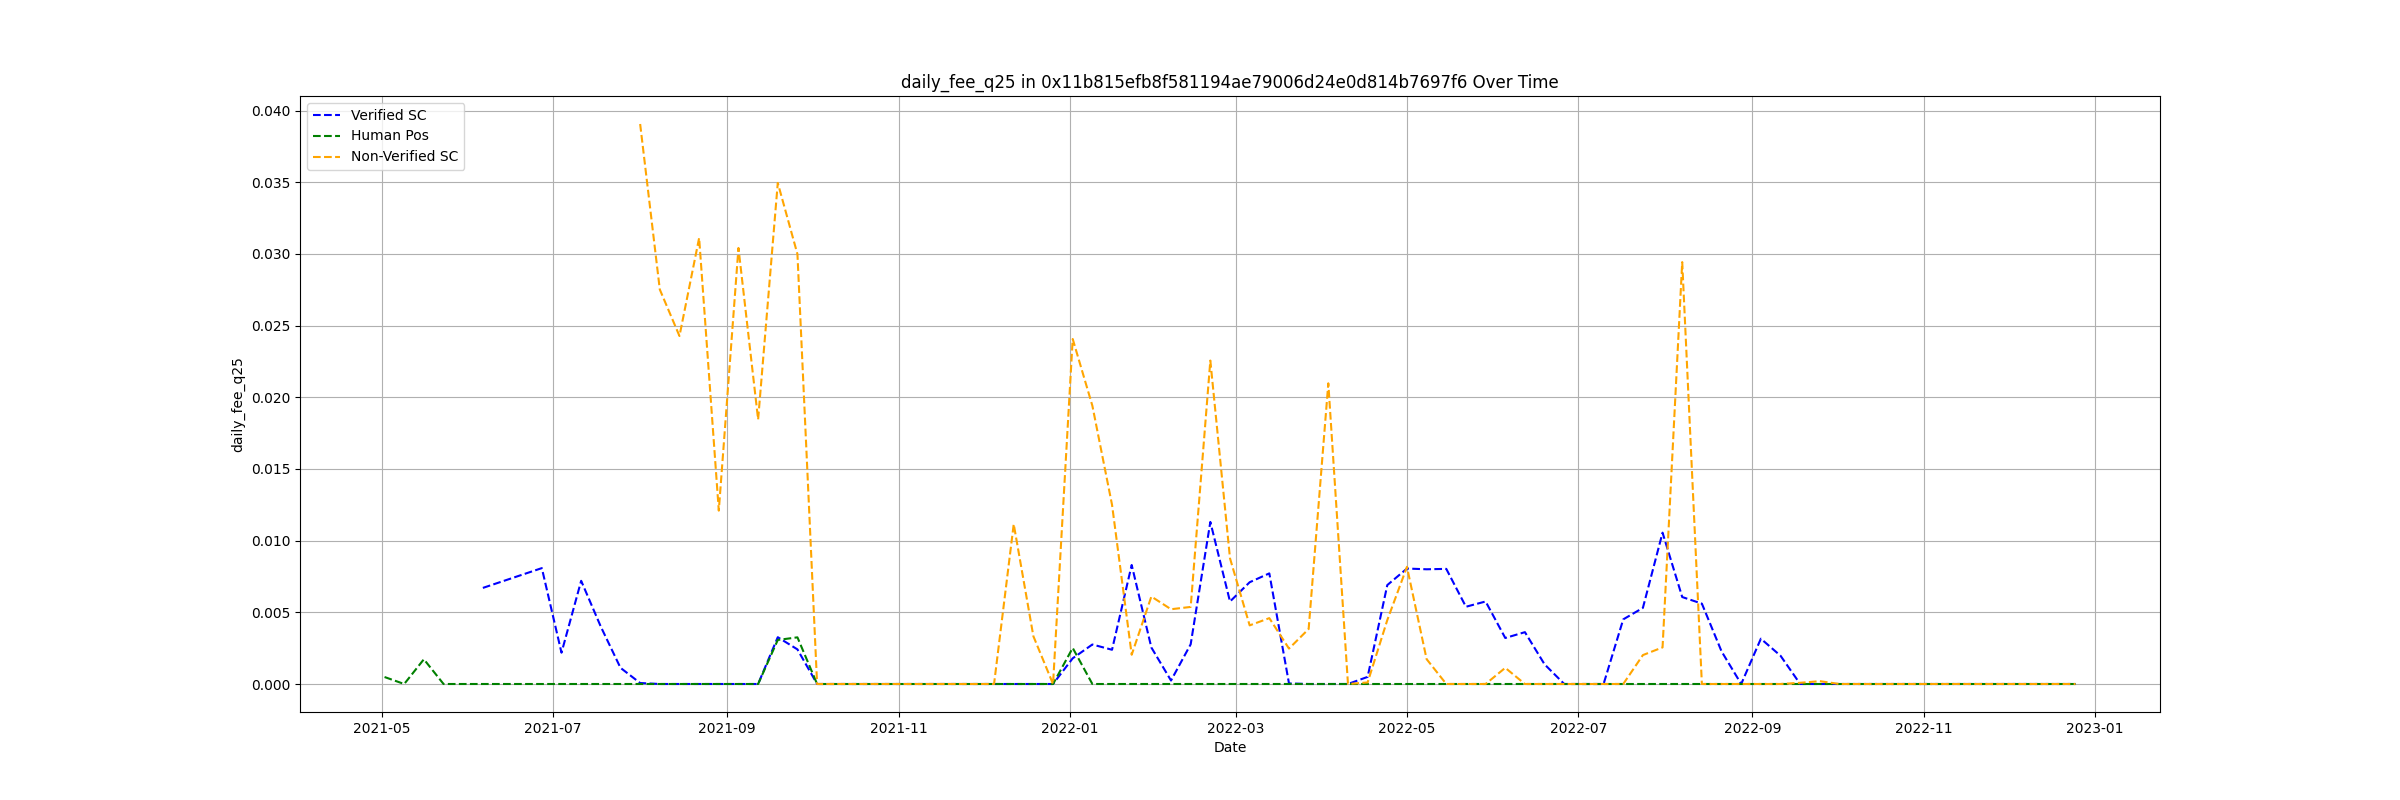 daily_fee_q25 in 0x11b815efb8f581194ae79006d24e0d814b7697f6 Over Time
Verified SC
Human Pos
Non-Verified SC
daily_fee_q25
0.040
0.035
0.030
0.025
0.020
0.015
0.010
0.005
0.000
2021-05 2021-07 2021-09 2021-11 2022-01 2022-03 2022-05 2022-07 2022-09 2022-11 2023-01
Date